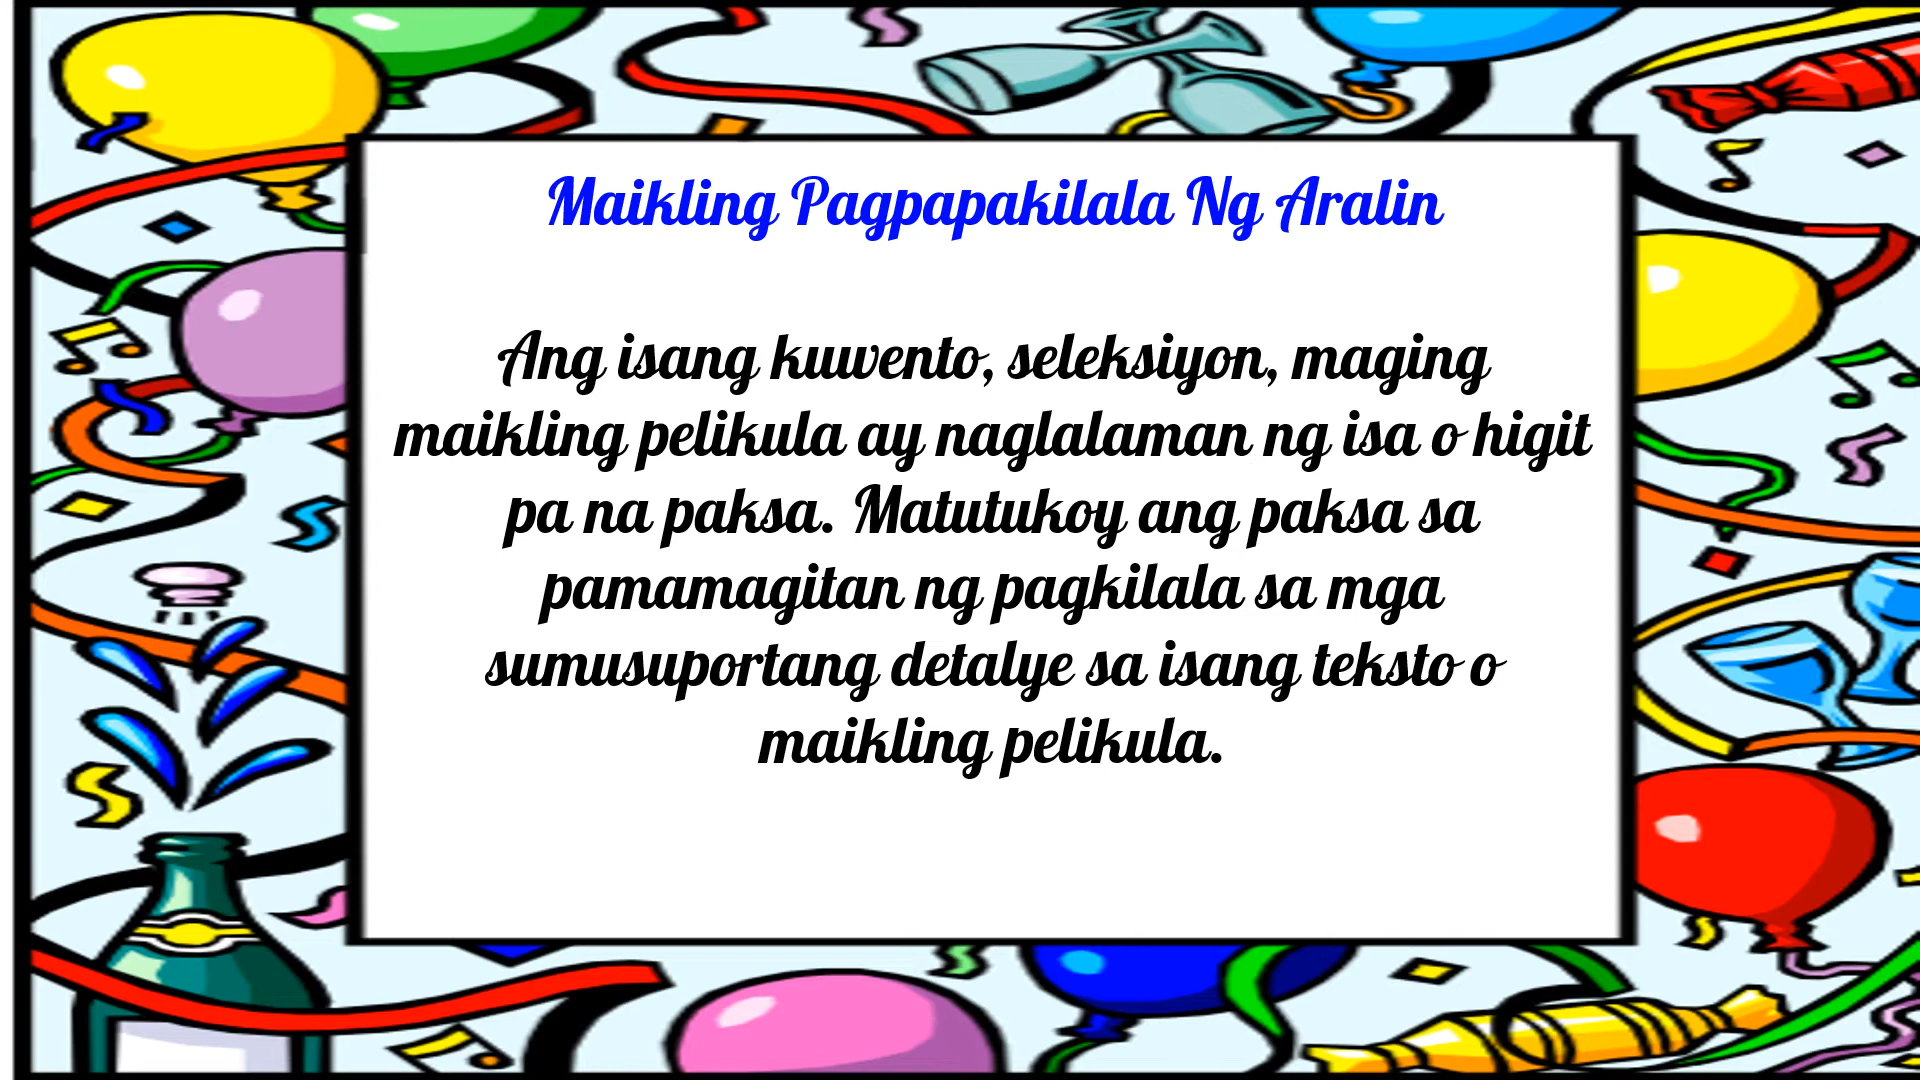 Maikling Pagpapakilala Ng Aralin
Ang isang kuwento, seleksiyon, maging
maikling pelikula ay naglalaman ng isa o higit
pa na paksa. Matutukoy ang paksa sa
pamamagitan ng pagkilala sa mga
sumusuportang detalye sa isang teksto o
maikling pelikula.